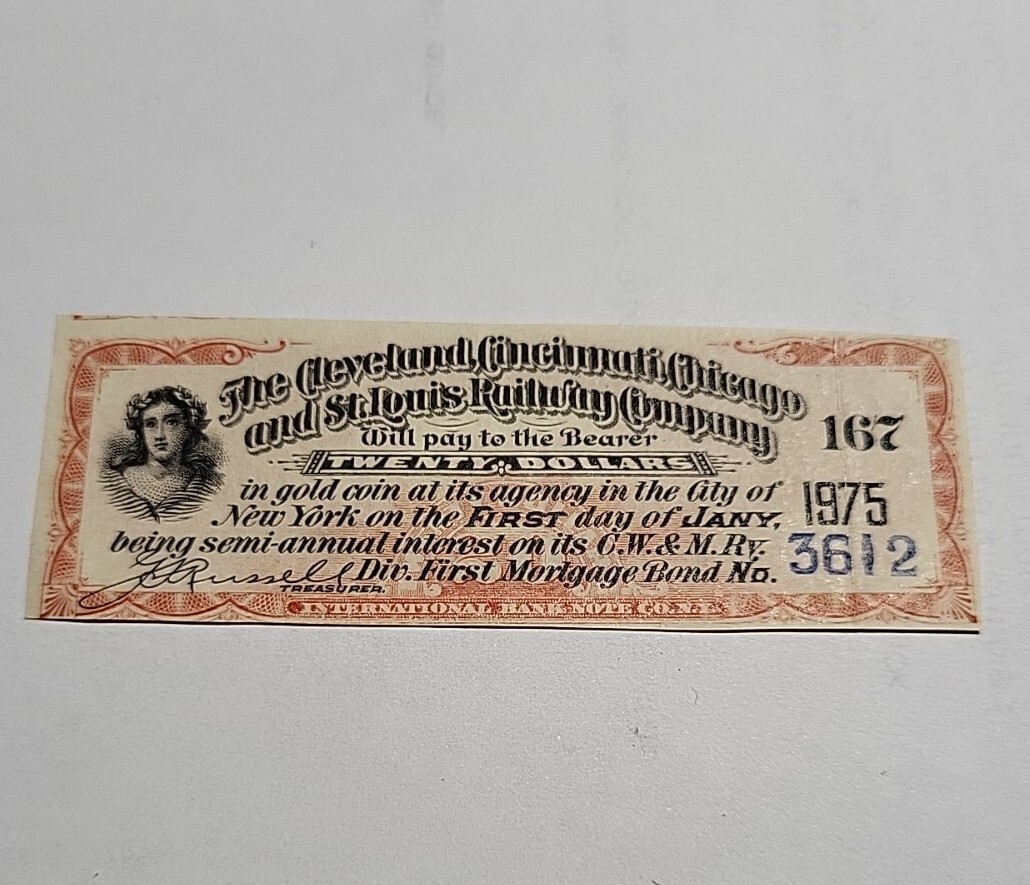 The Cleveland, Cincinnati, Chicago
and St. Louis Railway Company
167
Will pay to the Bearer
TWENTY DOLLARS
in gold coin at its agency in the City of
New York on the FIRST day of JANY, 1975
being semi-annual interest on its C.W. & M. Ry.
Div. First Mortgage Bond No. 3612
Russell
TREASURER.
INTERNATIONAL BANK NOTE CO. N.Y.